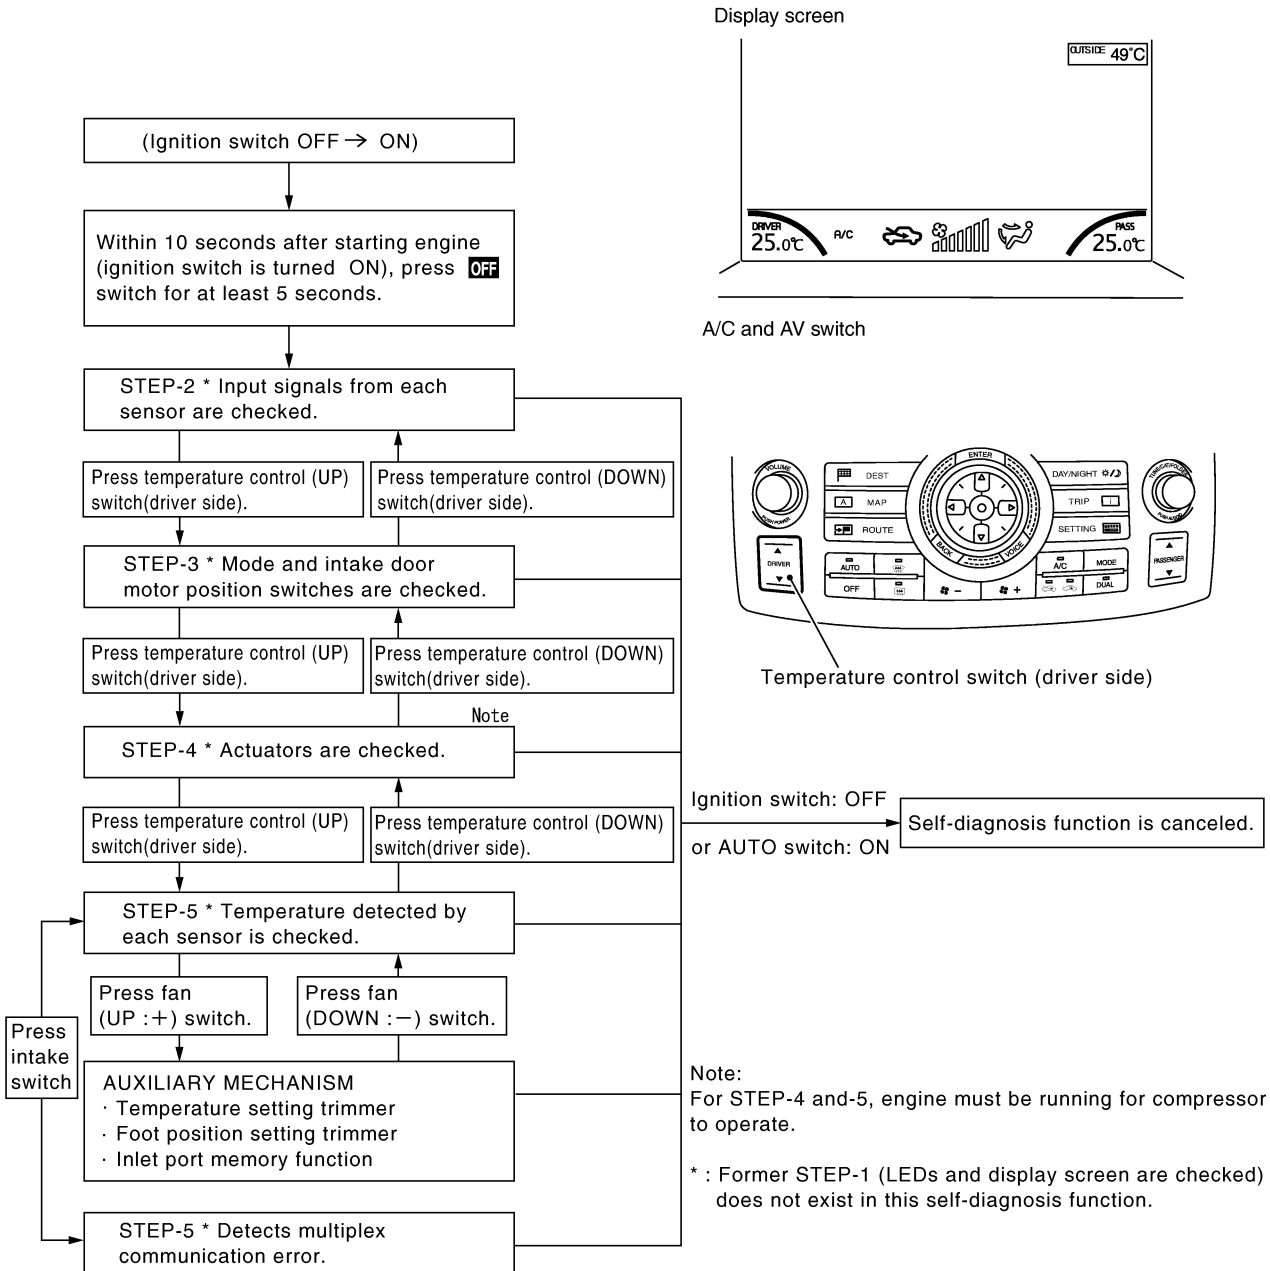 Display screen
OUTSIDE 49°C
DRIVER
25.0°C
A/C
PASS
25.0°C
(Ignition switch OFF → ON)
Within 10 seconds after starting engine
(ignition switch is turned ON), press OFF
switch for at least 5 seconds.
A/C and AV switch
STEP-2 * Input signals from each
sensor are checked.
Press temperature control (UP)
switch(driver side).
Press temperature control (DOWN)
switch(driver side).
STEP-3 * Mode and intake door
motor position switches are checked.
Press temperature control (UP)
switch(driver side).
Press temperature control (DOWN)
switch(driver side).
Note
STEP-4 * Actuators are checked.
Press temperature control (UP)
switch(driver side).
Press temperature control (DOWN)
switch(driver side).
STEP-5 * Temperature detected by
each sensor is checked.
Press fan
(UP :+) switch.
Press fan
(DOWN :−) switch.
Press
intake
switch
AUXILIARY MECHANISM
· Temperature setting trimmer
· Foot position setting trimmer
· Inlet port memory function
STEP-5 * Detects multiplex
communication error.
VOLUME
PUSH POWER
DEST
A MAP
ROUTE
ENTER
BACK
VOICE
DAY/NIGHT
TRIP i
SETTING
TUNE/CAT/FOLDER
PUSH AUDIO
DRIVER
AUTO
OFF
−
+
A/C
MODE
DUAL
PASSENGER
Temperature control switch (driver side)
Ignition switch: OFF
or AUTO switch: ON
Self-diagnosis function is canceled.
Note:
For STEP-4 and-5, engine must be running for compressor
to operate.
* : Former STEP-1 (LEDs and display screen are checked)
does not exist in this self-diagnosis function.